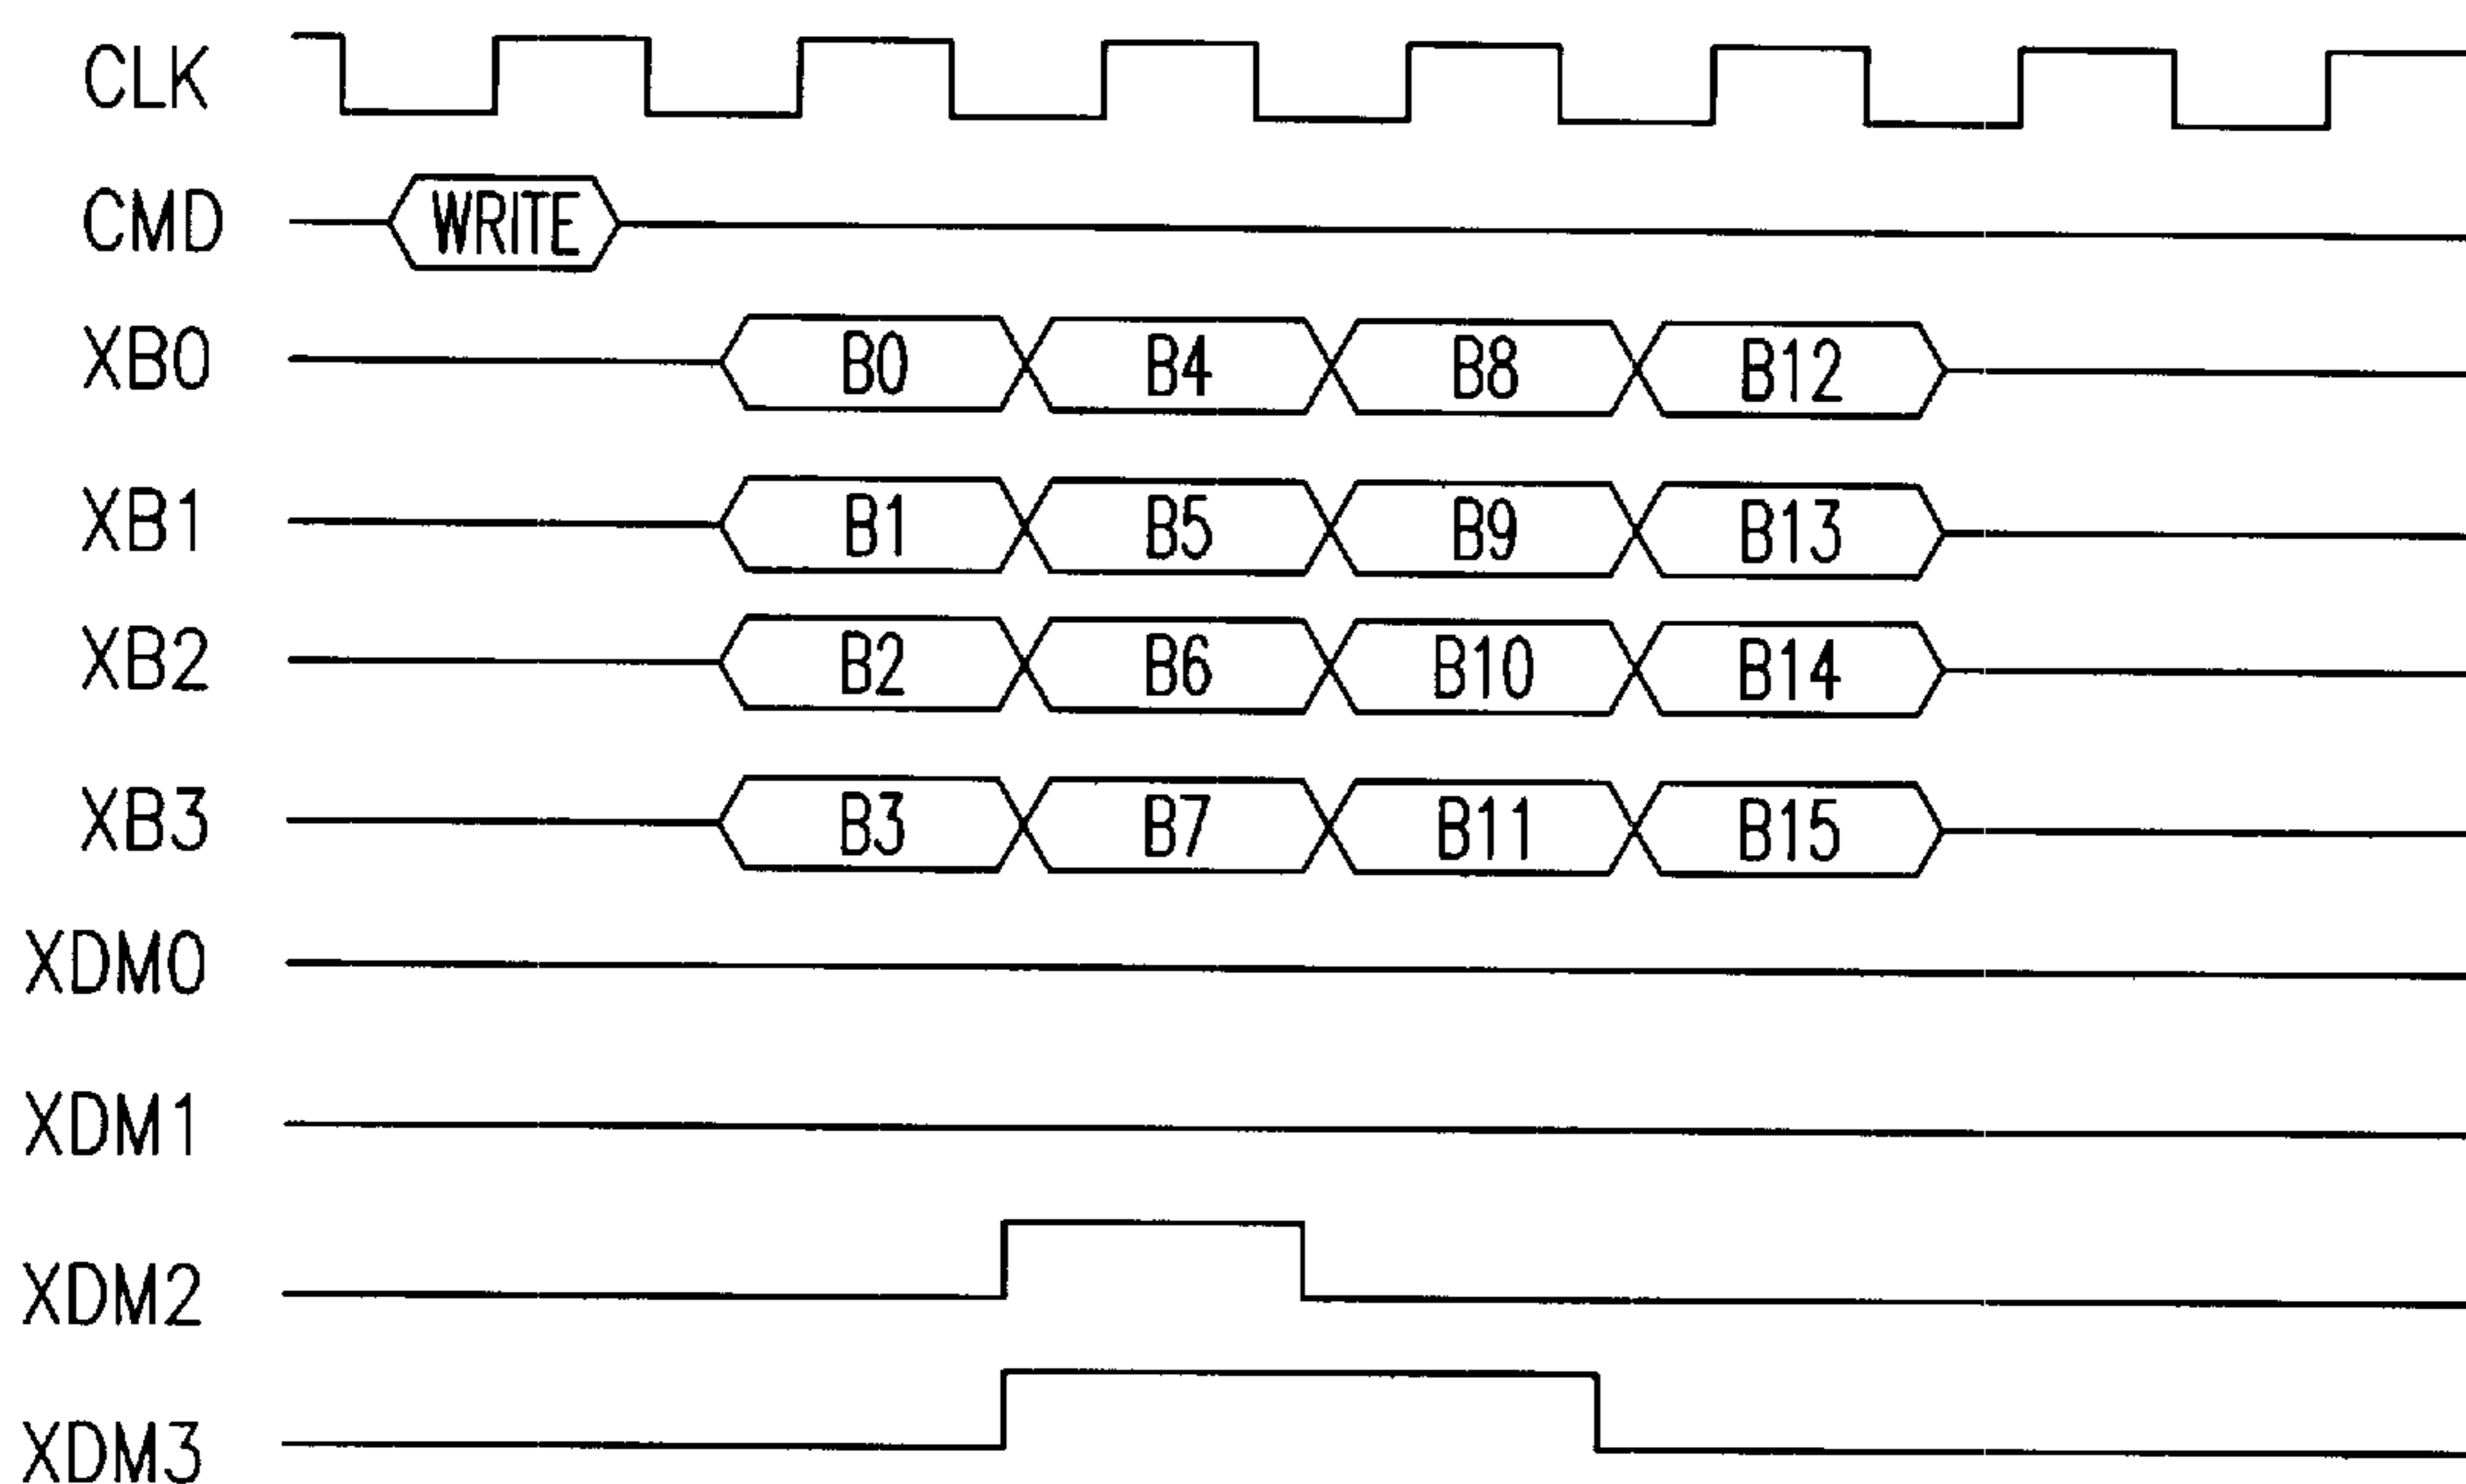 CLK
CMD WRITE
XB0 B0 B4 B8 B12
XB1 B1 B5 B9 B13
XB2 B2 B6 B10 B14
XB3 B3 B7 B11 B15
XDM0
XDM1
XDM2
XDM3